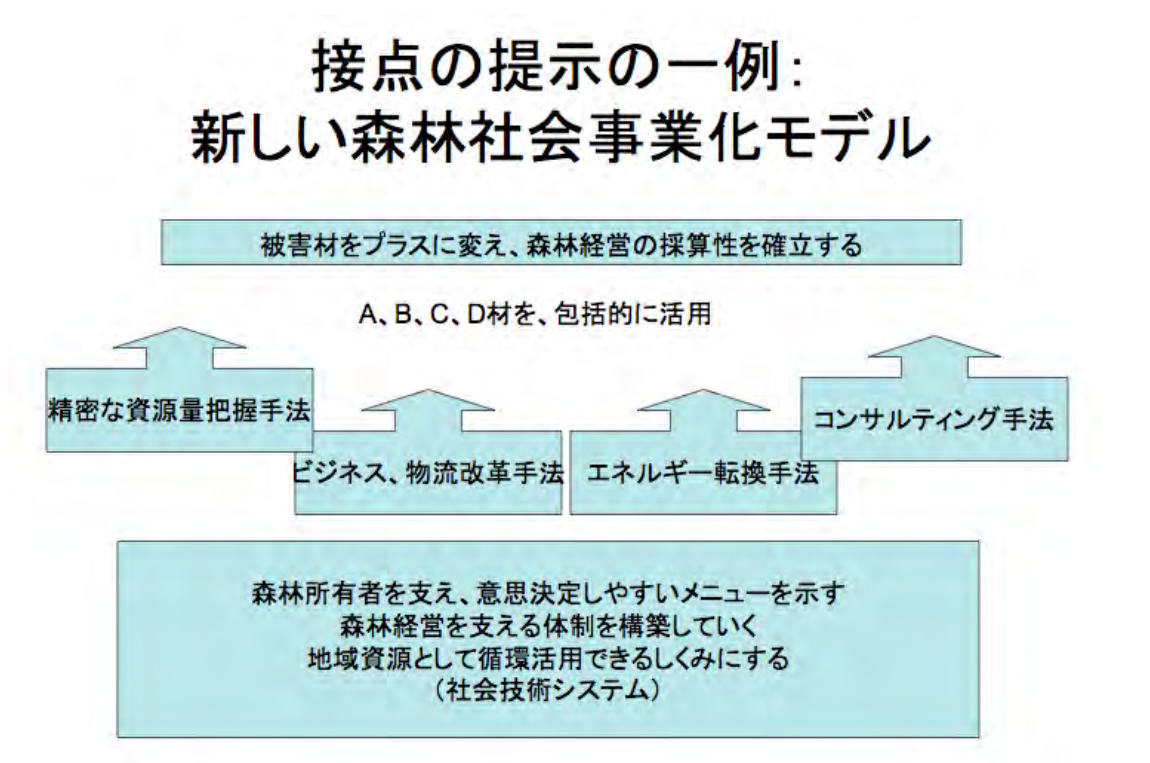 接点の提示の一例：
新しい森林社会事業化モデル
被害材をプラスに変え、森林経営の採算性を確立する
A、B、C、D材を、包括的に活用
精密な資源量把握手法
ビジネス、物流改革手法
エネルギー転換手法
コンサルティング手法
森林所有者を支え、意思決定しやすいメニューを示す
森林経営を支える体制を構築していく
地域資源として循環活用できるしくみにする
（社会技術システム）